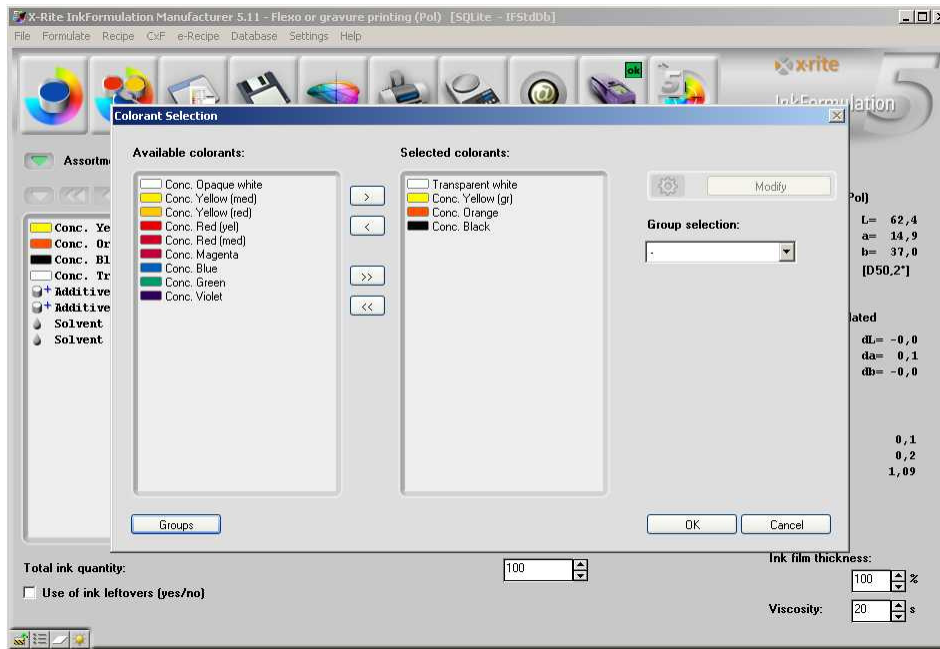 X-Rite InkFormulation Manufacturer 5.11 - Flexo or gravure printing (Pol) [SQLite - IFStdDb]
File Formulate Recipe CxF e-Recipe Database Settings Help
ok
5
x-rite
5
InkFormulation
Colorant Selection
Assortm
Available colorants:
Selected colorants:
Conc. Opaque white
Conc. Yellow (med)
Conc. Yellow (red)
Conc. Red (yel)
Conc. Red (med)
Conc. Magenta
Conc. Blue
Conc. Green
Conc. Violet
>
<
>>
<<
Transparent white
Conc. Yellow (gr)
Conc. Orange
Conc. Black
Modify
Group selection:
-
Pol)
L= 62,4
a= 14,9
b= 37,0
[D50,2°]
lated
dL= -0,0
da= 0,1
db= -0,0
0,1
0,2
1,09
Conc. Ye
Conc. Or
Conc. Bl
Conc. Tr
Additive
Additive
Solvent
Solvent
Groups
OK
Cancel
Total ink quantity:
100
Ink film thickness:
100 %
Use of ink leftovers (yes/no)
Viscosity:
20 s